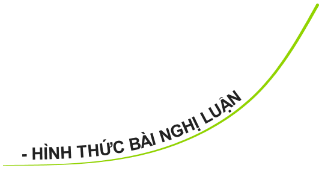 - HÌNH THỨC BÀI NGHỊ LUẬN